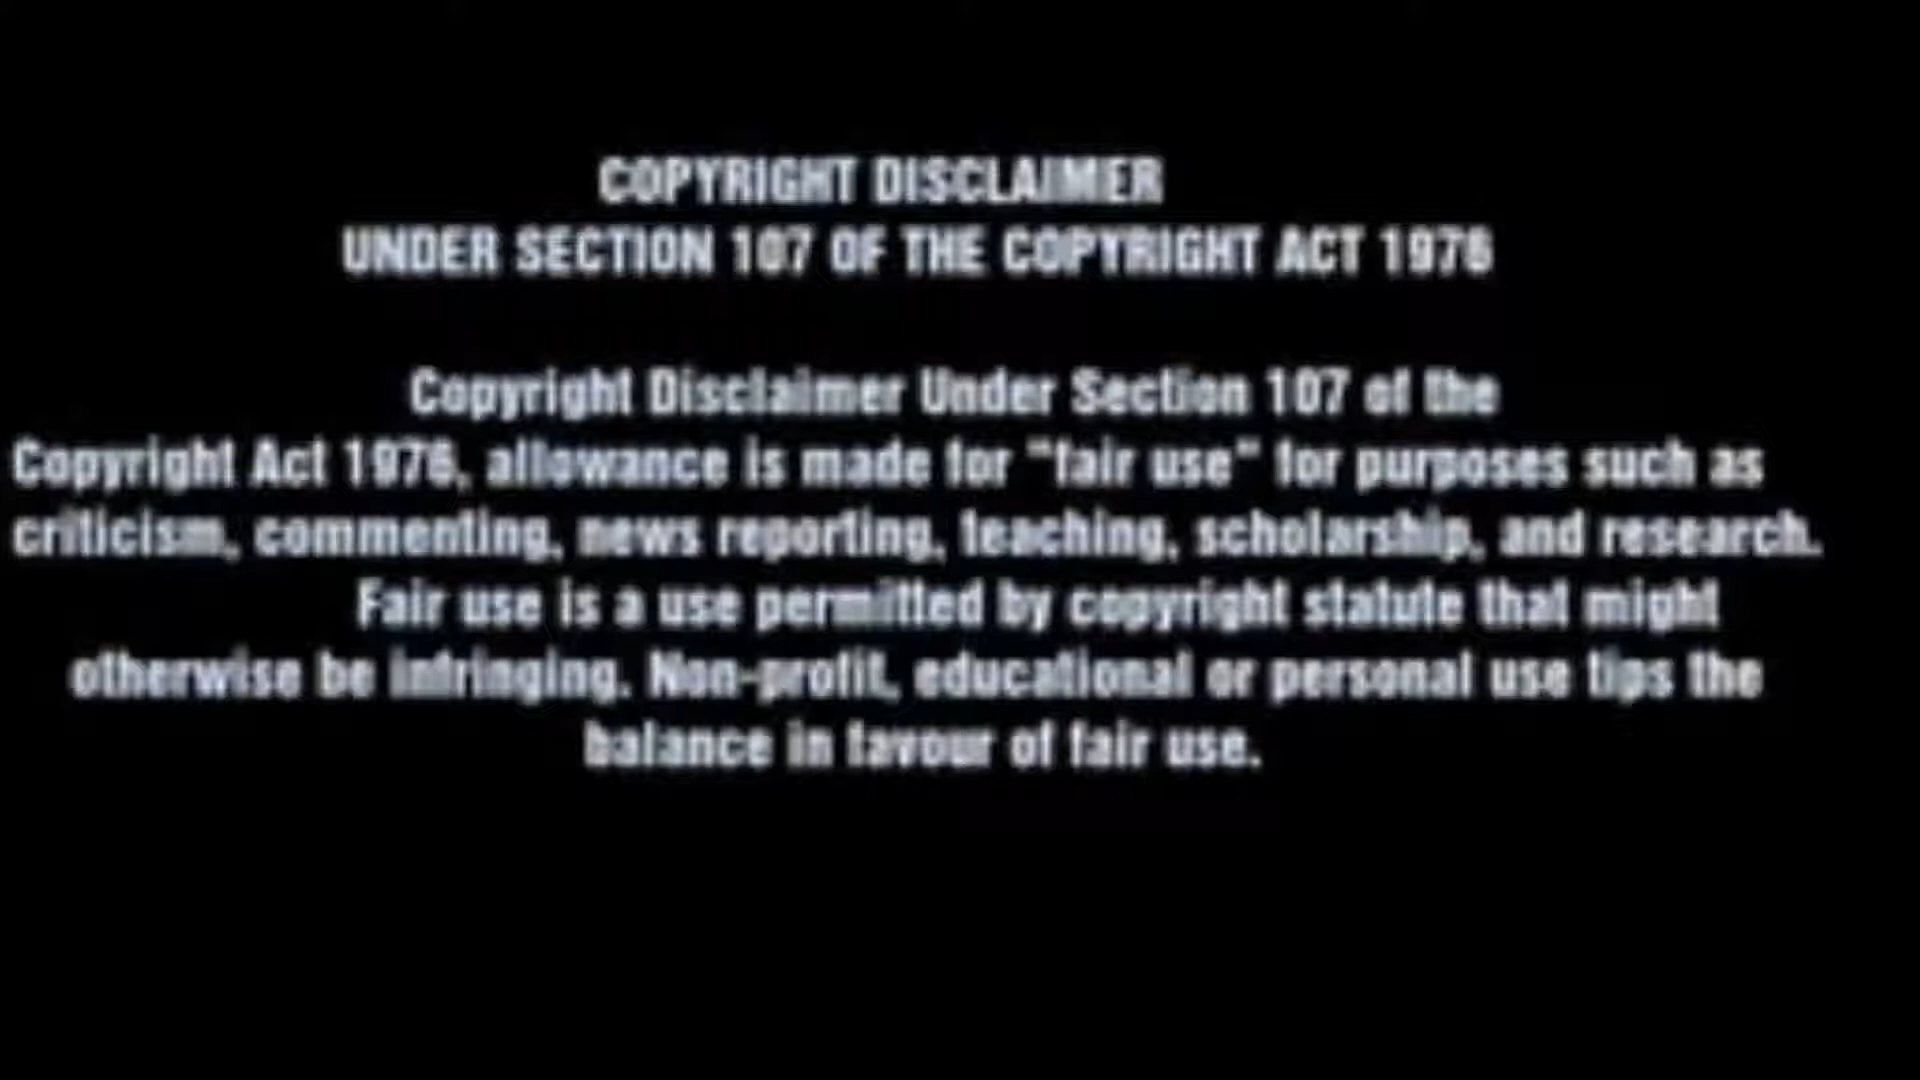 COPYRIGHT DISCLAIMER
UNDER SECTION 107 OF THE COPYRIGHT ACT 1976
Copyright Disclaimer Under Section 107 of the
Copyright Act 1976, allowance is made for "fair use" for purposes such as
criticism, commenting, news reporting, teaching, scholarship, and research.
Fair use is a use permitted by copyright statute that might
otherwise be infringing. Non-profit, educational or personal use tips the
balance in favour of fair use.